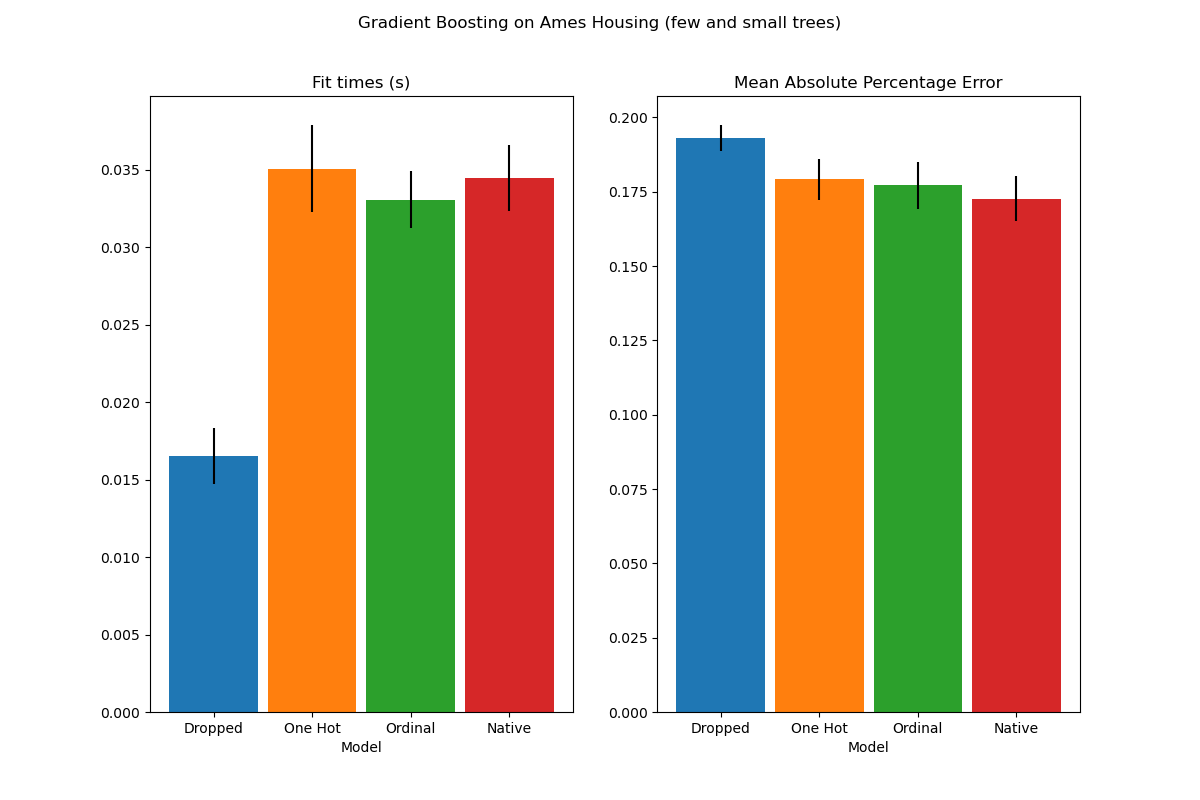 Gradient Boosting on Ames Housing (few and small trees)
Fit times (s)
0.035
0.030
0.025
0.020
0.015
0.010
0.005
0.000
Dropped One Hot Ordinal Native
Model
Mean Absolute Percentage Error
0.200
0.175
0.150
0.125
0.100
0.075
0.050
0.025
0.000
Dropped One Hot Ordinal Native
Model